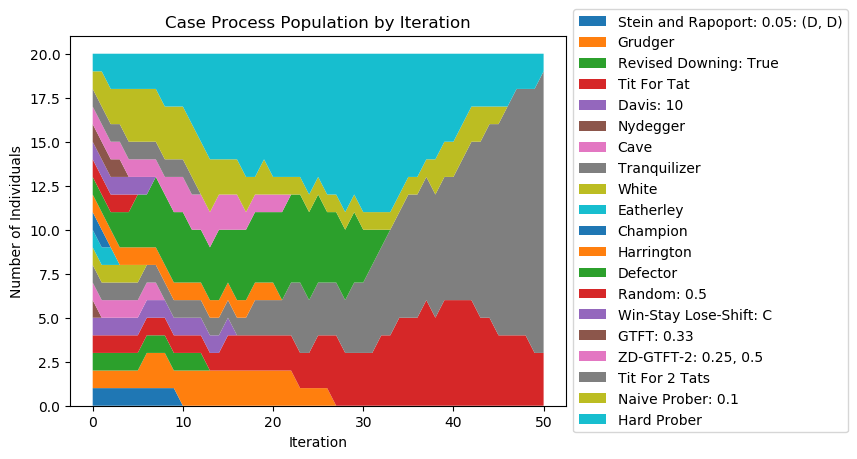 Case Process Population by Iteration
Number of Individuals
20.0
17.5
15.0
12.5
10.0
7.5
5.0
2.5
0.0
0 10 20 30 40 50
Iteration
Stein and Rapoport: 0.05: (D, D)
Grudger
Revised Downing: True
Tit For Tat
Davis: 10
Nydegger
Cave
Tranquilizer
White
Eatherley
Champion
Harrington
Defector
Random: 0.5
Win-Stay Lose-Shift: C
GTFT: 0.33
ZD-GTFT-2: 0.25, 0.5
Tit For 2 Tats
Naive Prober: 0.1
Hard Prober